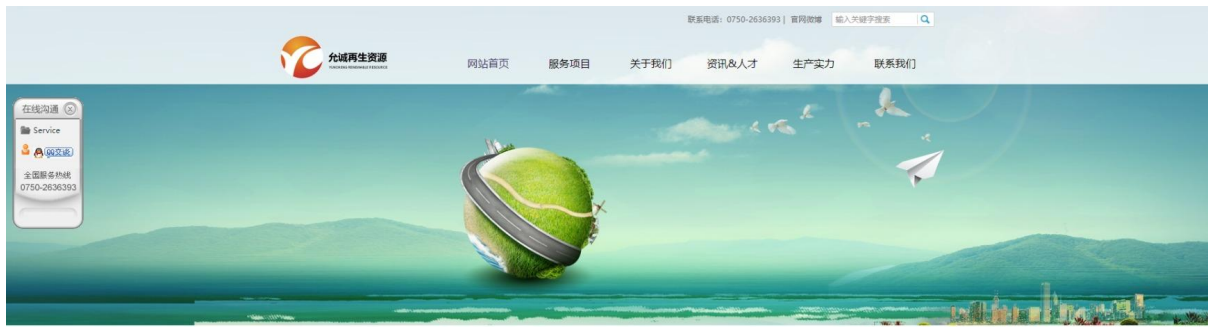 联系电话：0750-2636393 | 官网微博 输入关键字搜索
允诚再生资源
网站首页 服务项目 关于我们 资讯&人才 生产实力 联系我们
在线沟通
Service
QQ交谈
全国服务热线
0750-2636393